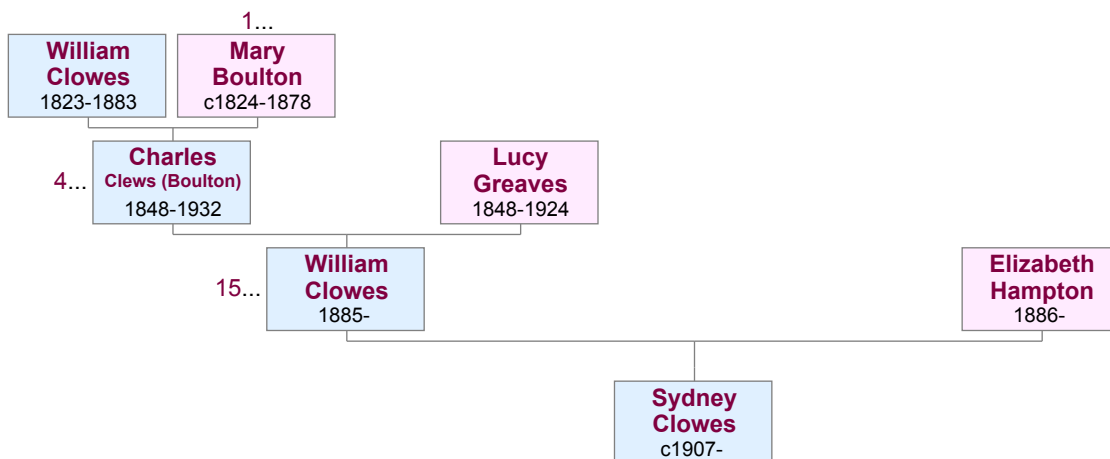 1...
William
Clowes
1823-1883
Mary
Boulton
c1824-1878
4...
Charles
Clews (Boulton)
1848-1932
Lucy
Greaves
1848-1924
15...
William
Clowes
1885-
Elizabeth
Hampton
1886-
Sydney
Clowes
c1907-